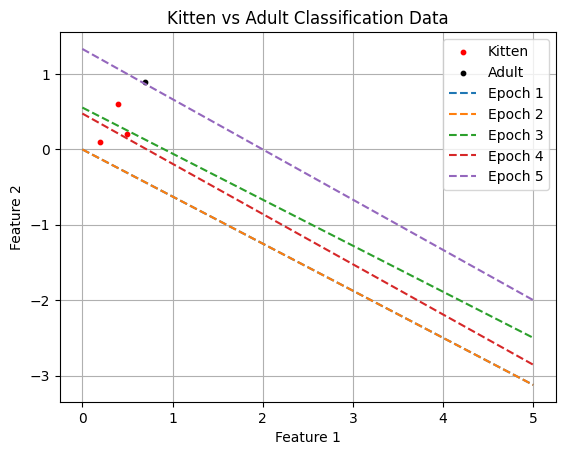 Kitten vs Adult Classification Data
Kitten
Adult
Epoch 1
Epoch 2
Epoch 3
Epoch 4
Epoch 5
1
0
−1
−2
−3
Feature 2
0
1
2
3
4
5
Feature 1